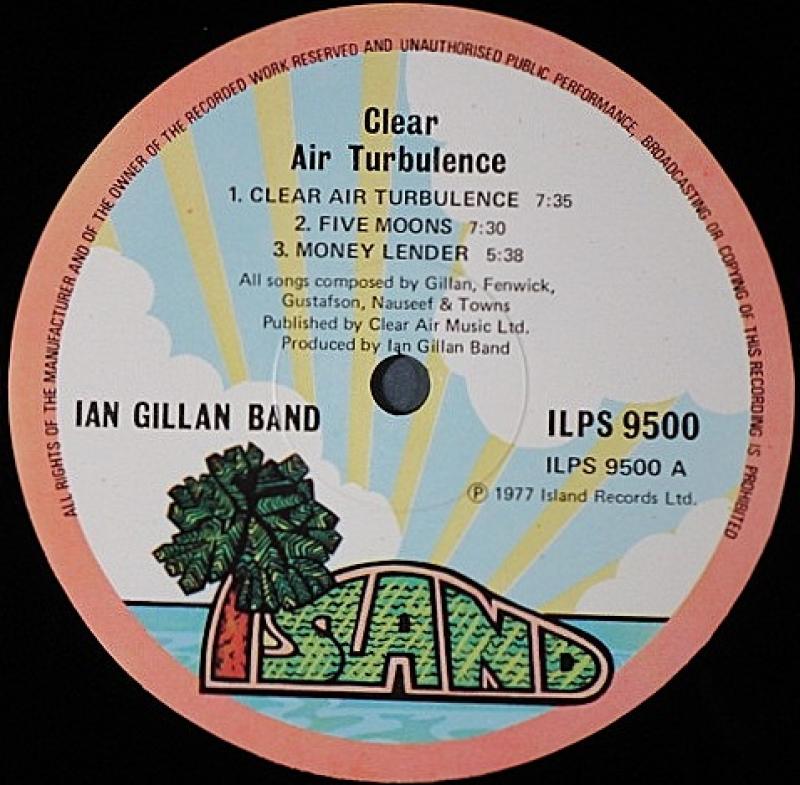 ALL RIGHTS OF THE MANUFACTURER AND OF THE OWNER OF THE RECORDED WORK RESERVED AND UNAUTHORISED PUBLIC PERFORMANCE, BROADCASTING OR COPYING OF THIS RECORDING IS PROHIBITED
Clear
Air Turbulence
1. CLEAR AIR TURBULENCE 7:35
2. FIVE MOONS 7:30
3. MONEY LENDER 5:38
All songs composed by Gillan, Fenwick,
Gustafson, Nauseef & Towns
Published by Clear Air Music Ltd.
Produced by Ian Gillan Band
IAN GILLAN BAND
ILPS 9500
ILPS 9500 A
℗ 1977 Island Records Ltd.
ISLAND